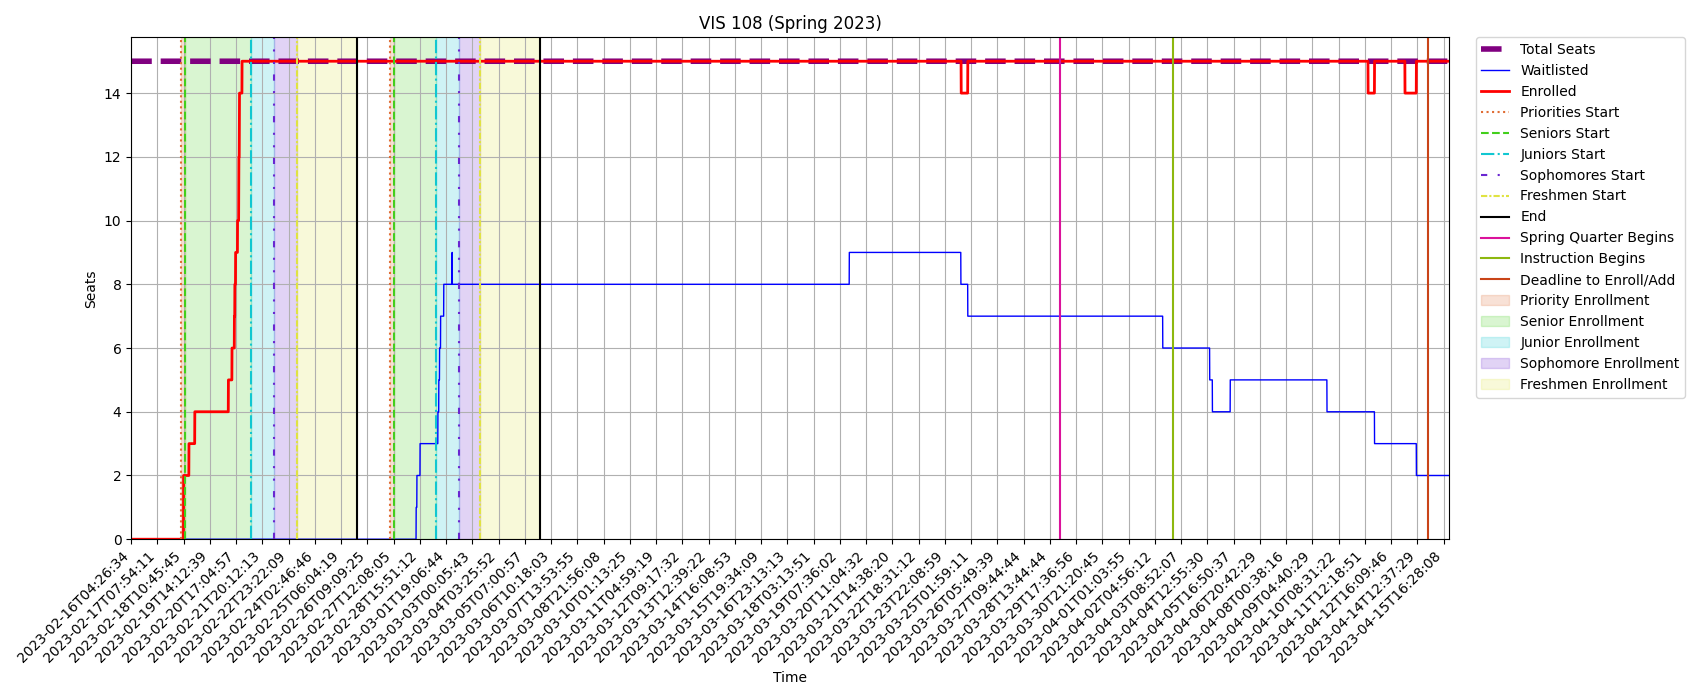 VIS 108 (Spring 2023)
Seats
14
12
10
8
6
4
2
0
2023-02-16T04:26:34
2023-02-17T07:54:11
2023-02-18T10:45:45
2023-02-19T14:12:39
2023-02-20T17:04:57
2023-02-21T20:12:13
2023-02-22T23:22:09
2023-02-24T02:46:46
2023-02-25T06:04:19
2023-02-26T09:09:25
2023-02-27T12:08:05
2023-02-28T15:51:12
2023-03-01T19:06:44
2023-03-03T00:05:43
2023-03-04T03:25:52
2023-03-05T07:00:57
2023-03-06T10:18:03
2023-03-07T13:53:55
2023-03-08T21:56:08
2023-03-10T01:13:25
2023-03-11T04:59:19
2023-03-12T09:17:32
2023-03-13T12:39:22
2023-03-14T16:08:53
2023-03-15T19:34:09
2023-03-16T23:13:13
2023-03-18T03:13:51
2023-03-19T07:36:02
2023-03-20T11:04:32
2023-03-21T14:38:20
2023-03-22T18:31:12
2023-03-23T22:08:59
2023-03-25T01:59:11
2023-03-26T05:49:39
2023-03-27T09:44:44
2023-03-28T13:44:44
2023-03-29T17:36:56
2023-03-30T21:20:45
2023-04-01T01:03:55
2023-04-02T04:56:12
2023-04-03T08:52:07
2023-04-04T12:55:30
2023-04-05T16:50:37
2023-04-06T20:42:29
2023-04-08T00:38:16
2023-04-09T04:40:29
2023-04-10T08:31:22
2023-04-11T12:18:51
2023-04-12T16:09:46
2023-04-14T12:37:29
2023-04-15T16:28:08
Time
Total Seats
Waitlisted
Enrolled
Priorities Start
Seniors Start
Juniors Start
Sophomores Start
Freshmen Start
End
Spring Quarter Begins
Instruction Begins
Deadline to Enroll/Add
Priority Enrollment
Senior Enrollment
Junior Enrollment
Sophomore Enrollment
Freshmen Enrollment